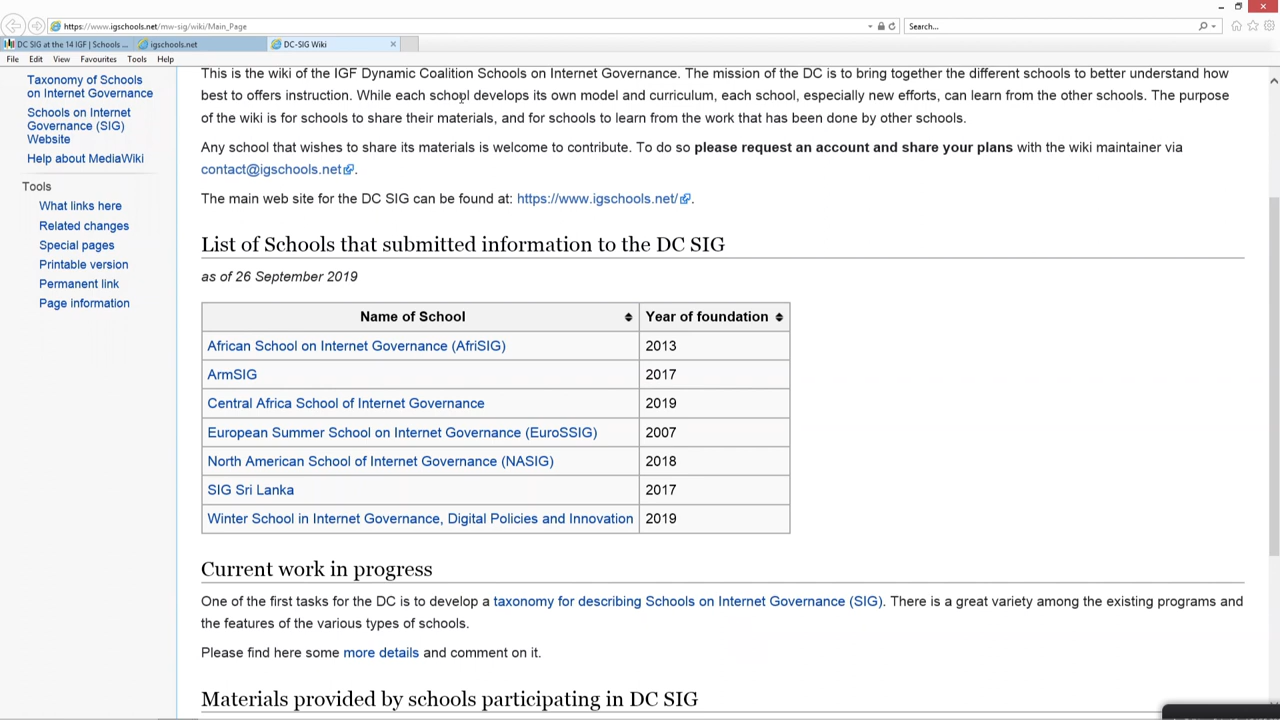 https://www.igschools.net/mw-sig/wiki/Main_Page
Search...
DC SIG at the 14 IGF | Schools ...
igschools.net
DC-SIG Wiki
File Edit View Favourites Tools Help
Taxonomy of Schools
on Internet Governance
Schools on Internet
Governance (SIG)
Website
Help about MediaWiki
Tools
What links here
Related changes
Special pages
Printable version
Permanent link
Page information
This is the wiki of the IGF Dynamic Coalition Schools on Internet Governance. The mission of the DC is to bring together the different schools to better understand how
best to offers instruction. While each school develops its own model and curriculum, each school, especially new efforts, can learn from the other schools. The purpose
of the wiki is for schools to share their materials, and for schools to learn from the work that has been done by other schools.
Any school that wishes to share its materials is welcome to contribute. To do so please request an account and share your plans with the wiki maintainer via
contact@igschools.net.
The main web site for the DC SIG can be found at: https://www.igschools.net/.
List of Schools that submitted information to the DC SIG
as of 26 September 2019
Name of School Year of foundation
African School on Internet Governance (AfriSIG) 2013
ArmSIG 2017
Central Africa School of Internet Governance 2019
European Summer School on Internet Governance (EuroSSIG) 2007
North American School of Internet Governance (NASIG) 2018
SIG Sri Lanka 2017
Winter School in Internet Governance, Digital Policies and Innovation 2019
Current work in progress
One of the first tasks for the DC is to develop a taxonomy for describing Schools on Internet Governance (SIG). There is a great variety among the existing programs and
the features of the various types of schools.
Please find here some more details and comment on it.
Materials provided by schools participating in DC SIG